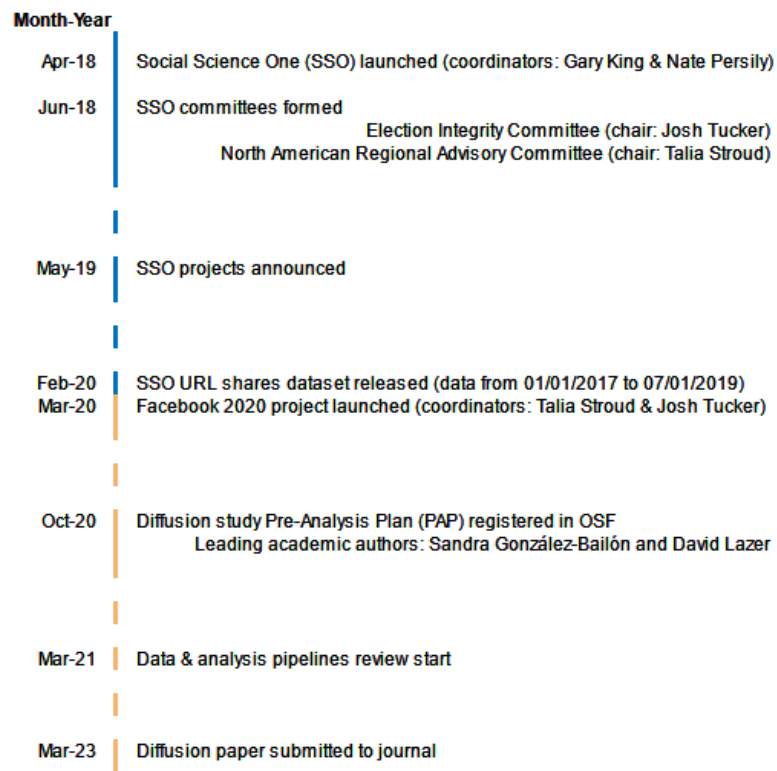 Month-Year
Apr-18 Social Science One (SSO) launched (coordinators: Gary King & Nate Persily)
Jun-18 SSO committees formed
Election Integrity Committee (chair: Josh Tucker)
North American Regional Advisory Committee (chair: Talia Stroud)
May-19 SSO projects announced
Feb-20 SSO URL shares dataset released (data from 01/01/2017 to 07/01/2019)
Mar-20 Facebook 2020 project launched (coordinators: Talia Stroud & Josh Tucker)
Oct-20 Diffusion study Pre-Analysis Plan (PAP) registered in OSF
Leading academic authors: Sandra González-Bailón and David Lazer
Mar-21 Data & analysis pipelines review start
Mar-23 Diffusion paper submitted to journal